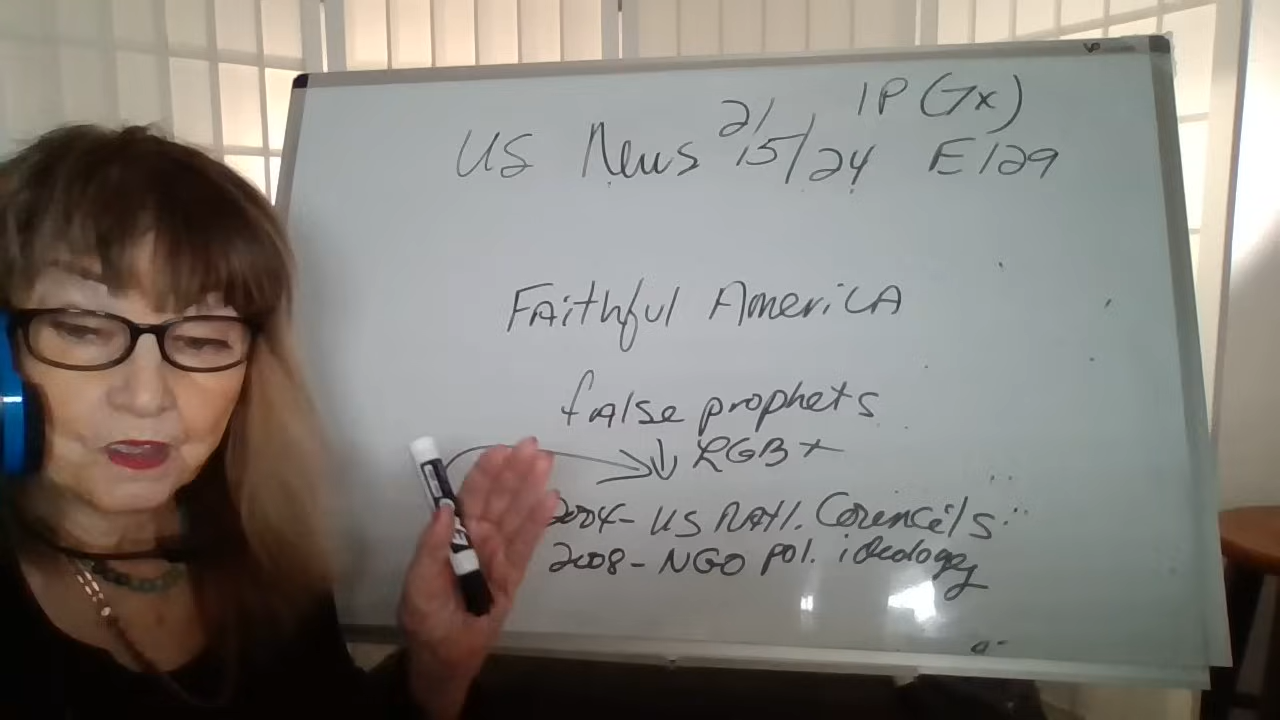 US News 2/15/24 1P (7x) E129
Faithful America
false prophets
LGB+
2004- US Natl. Councils
2008- NGO pol. ideology